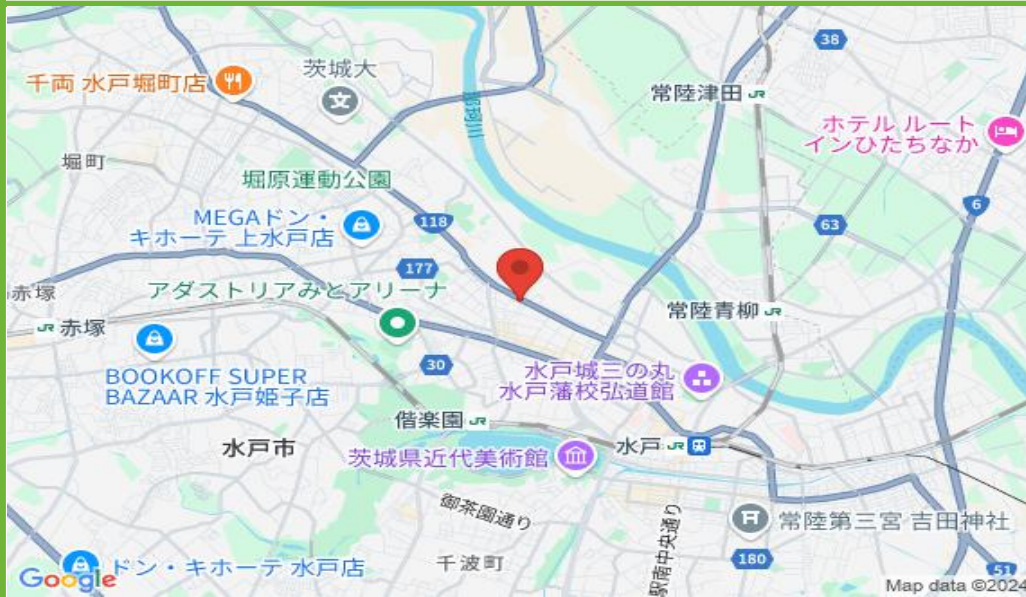 38
千両 水戸堀町店
茨城大
常陸津田
JR
ホテル ルート
インひたちなか
那珂川
堀町
堀原運動公園
6
MEGAドン・
キホーテ 上水戸店
118
63
177
赤塚
アダストリアみとアリーナ
JR 赤塚
常陸青柳
JR
BOOKOFF SUPER
BAZAAR 水戸姫子店
30
水戸城三の丸
水戸藩校弘道館
偕楽園
JR
水戸市
茨城県近代美術館
水戸
JR
御茶園通り
駅南中央通り
常陸第三宮 吉田神社
千波町
180
ドン・キホーテ 水戸店
51
Google
Map data ©2024